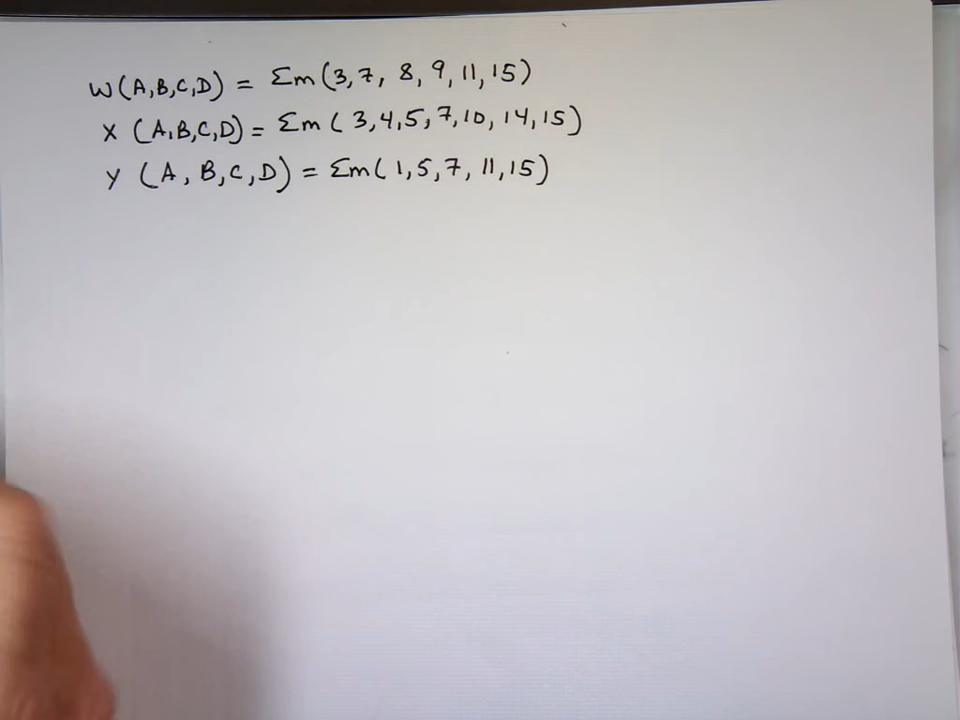 W(A,B,C,D) = Σm(3,7, 8, 9, 11, 15)
X (A,B,C,D) = Σm( 3,4,5,7,10, 14, 15)
Y (A, B, C, D) = Σm( 1,5,7, 11, 15)